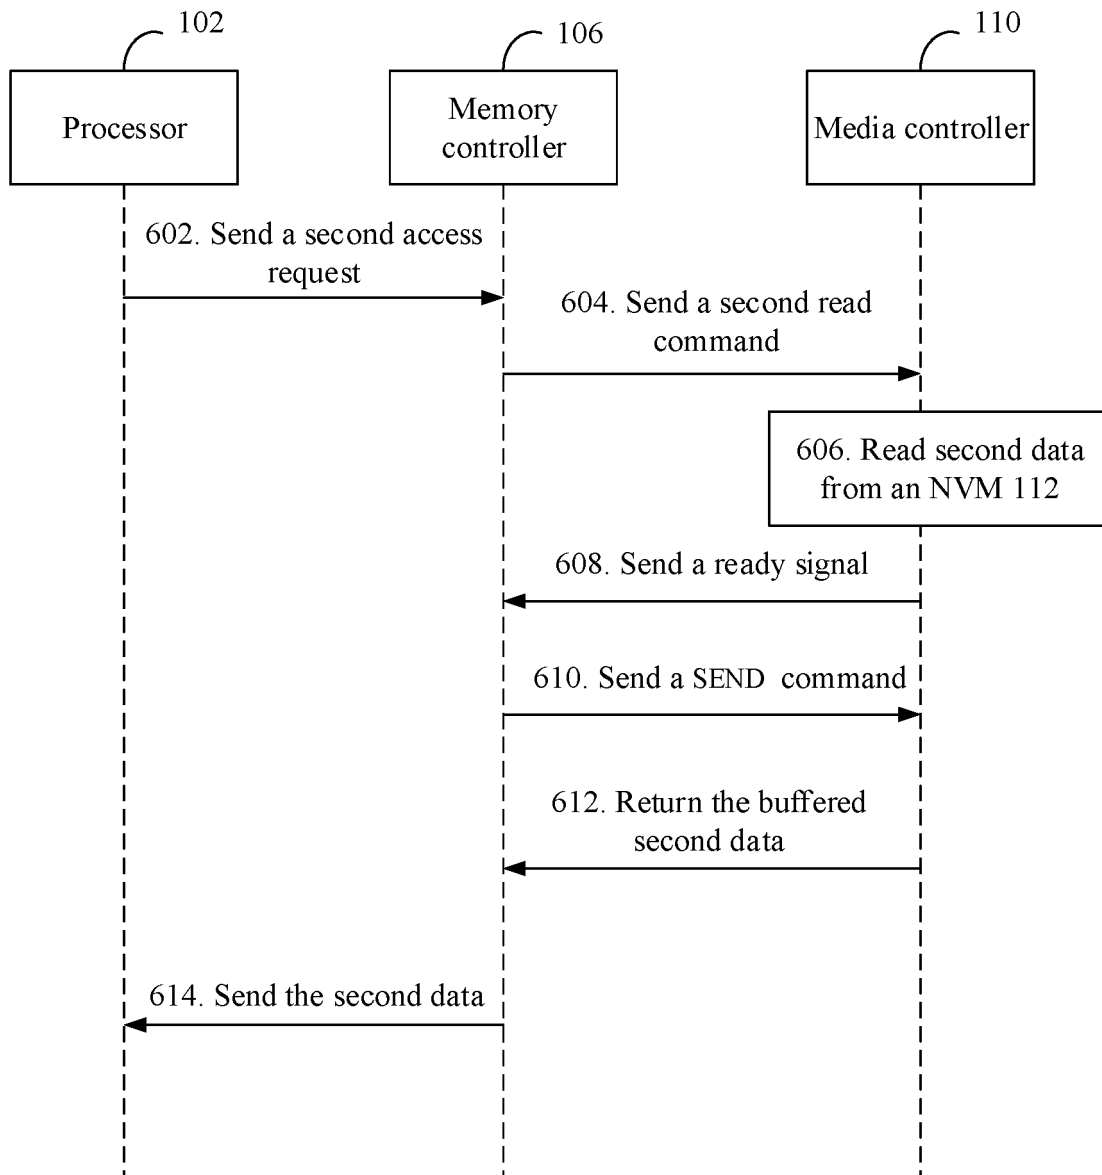 102
106
110
Processor
Memory
controller
Media controller
602. Send a second access
request
604. Send a second read
command
606. Read second data
from an NVM 112
608. Send a ready signal
610. Send a SEND command
612. Return the buffered
second data
614. Send the second data